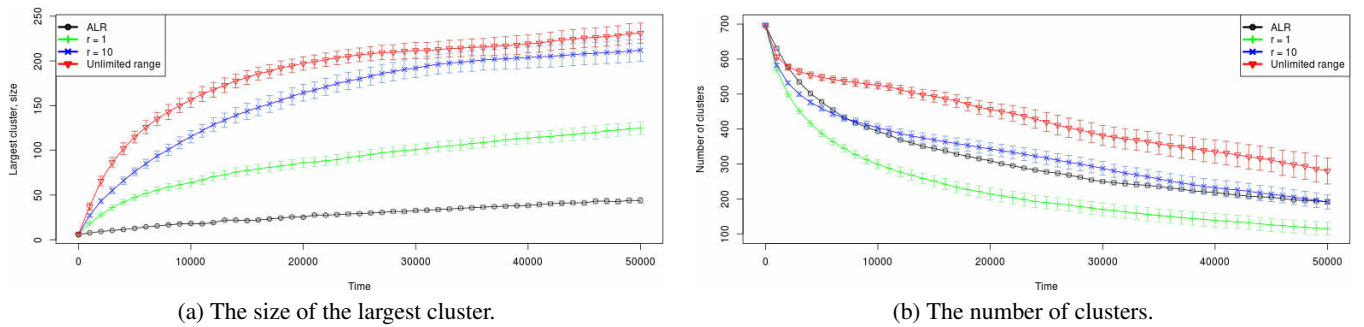 250
200
150
100
50
0
Largest cluster, size
ALR
r = 1
r = 10
Unlimited range
0 10000 20000 30000 40000 50000
Time
(a) The size of the largest cluster.
700
600
500
400
300
200
100
Number of clusters
ALR
r = 1
r = 10
Unlimited range
0 10000 20000 30000 40000 50000
Time
(b) The number of clusters.